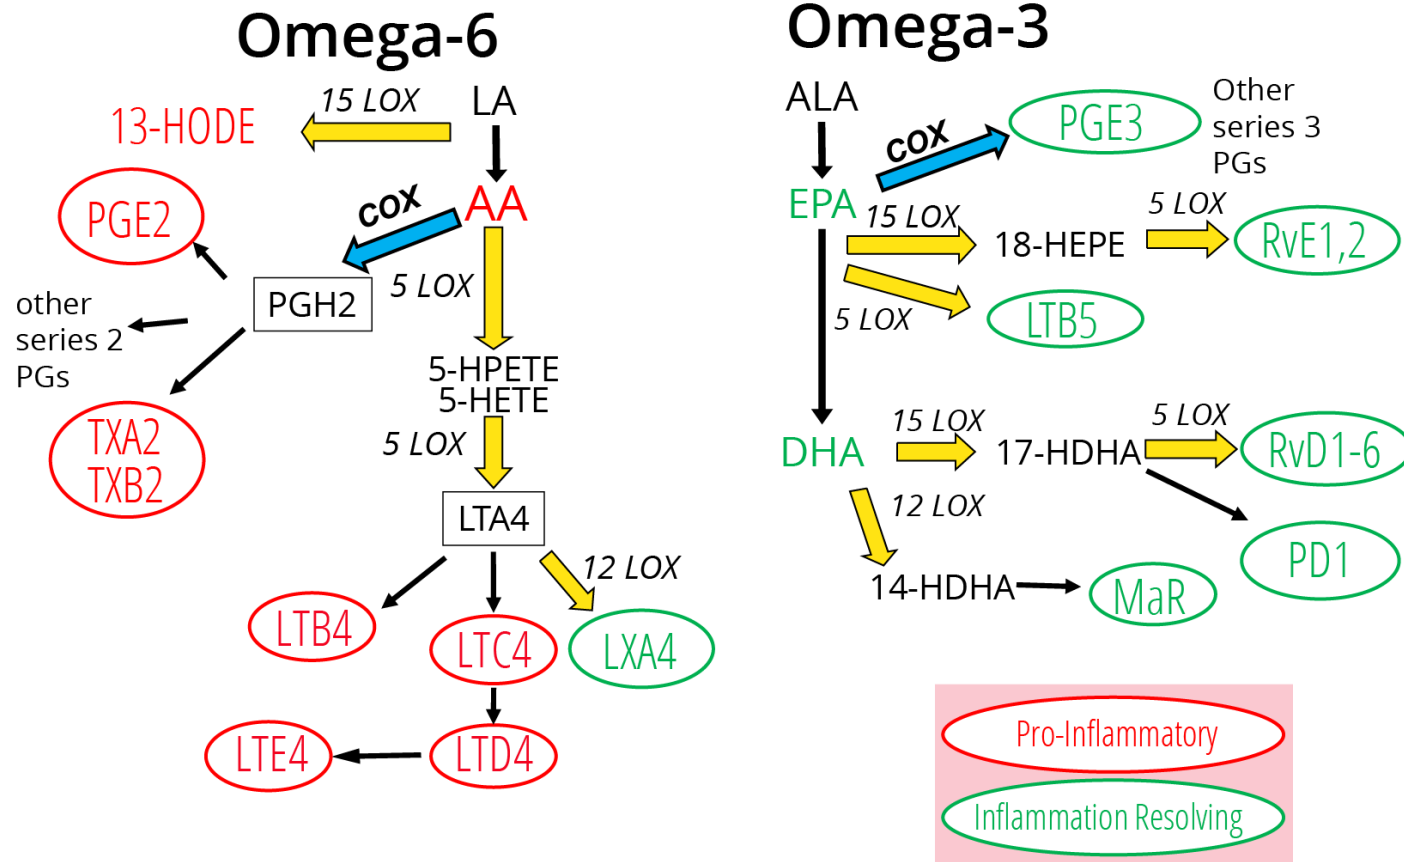 Omega-6
15 LOX
LA
13-HODE
PGE2
COX
AA
5 LOX
PGH2
other
series 2
PGs
5-HPETE
5-HETE
TXA2
TXB2
5 LOX
LTA4
12 LOX
LTB4
LTC4
LXA4
LTE4
LTD4
Omega-3
ALA
COX
PGE3
Other
series 3
PGs
EPA
15 LOX
18-HEPE
5 LOX
RvE1,2
5 LOX
LTB5
DHA
15 LOX
17-HDHA
5 LOX
RvD1-6
12 LOX
PD1
14-HDHA
MaR
Pro-Inflammatory
Inflammation Resolving